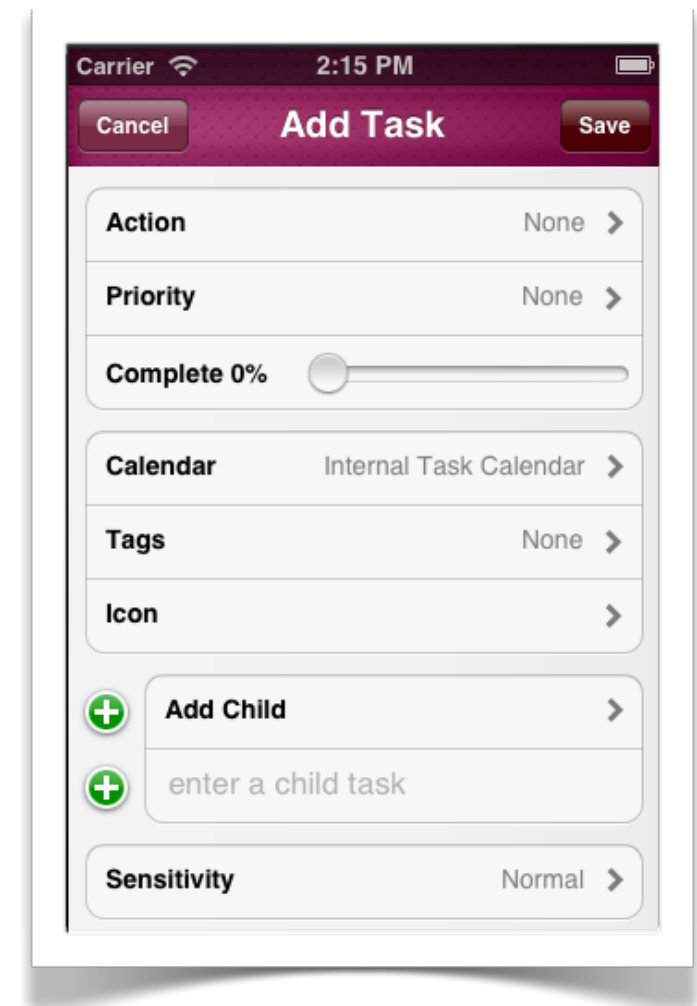 Carrier 2:15 PM
Cancel Add Task Save
Action None
Priority None
Complete 0%
Calendar Internal Task Calendar
Tags None
Icon
Add Child
enter a child task
Sensitivity Normal